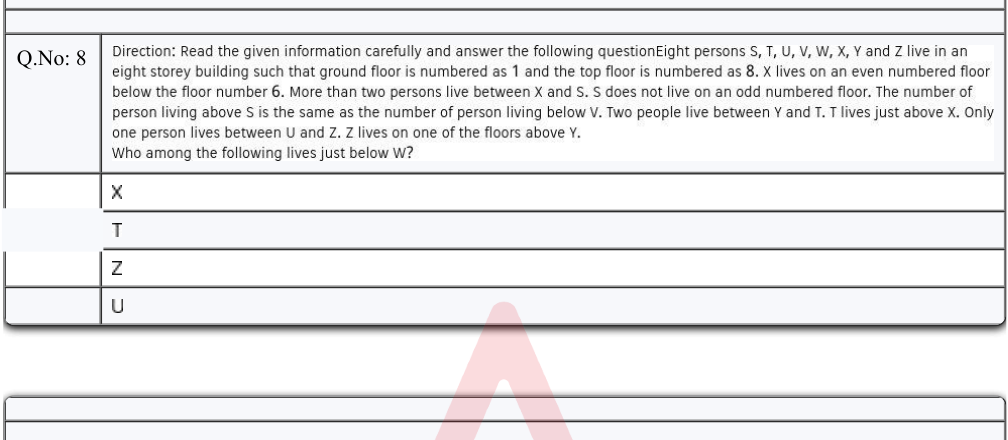 Q.No: 8
Direction: Read the given information carefully and answer the following questionEight persons S, T, U, V, W, X, Y and Z live in an
eight storey building such that ground floor is numbered as 1 and the top floor is numbered as 8. X lives on an even numbered floor
below the floor number 6. More than two persons live between X and S. S does not live on an odd numbered floor. The number of
person living above S is the same as the number of person living below V. Two people live between Y and T. T lives just above X. Only
one person lives between U and Z. Z lives on one of the floors above Y.
Who among the following lives just below W?
X
T
Z
U